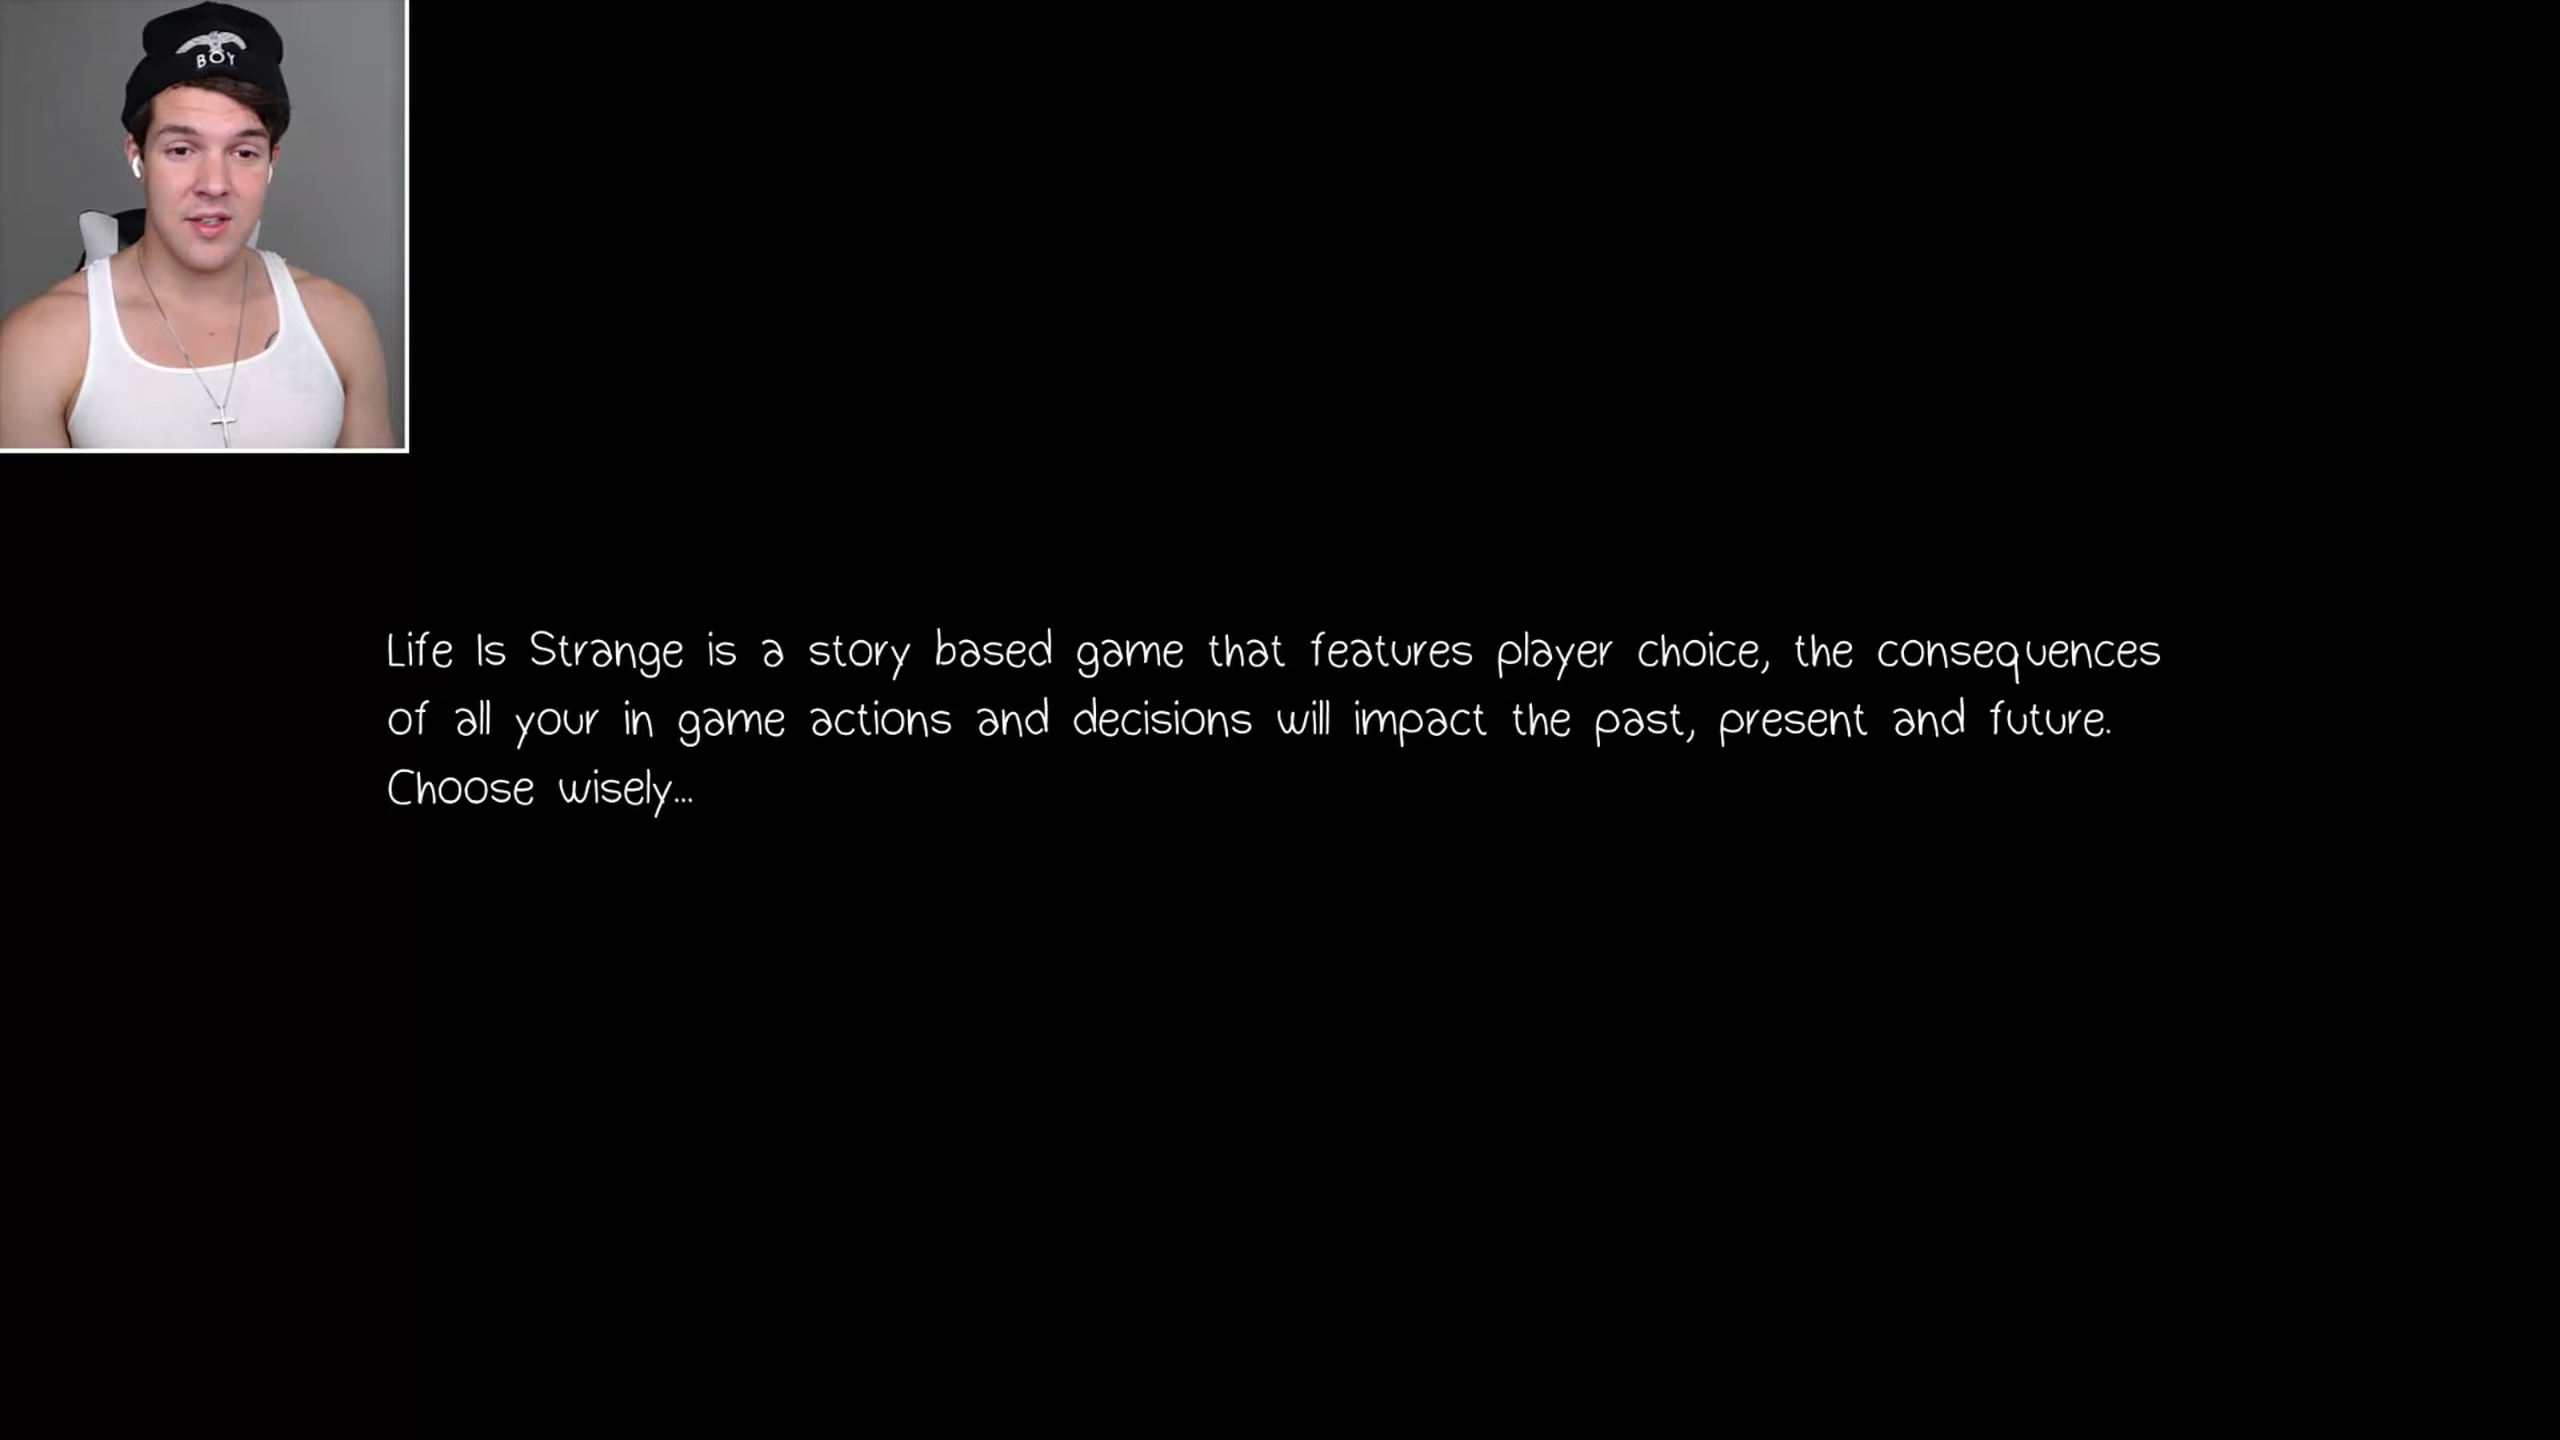 BOY
Life Is Strange is a story based game that features player choice, the consequences
of all your in game actions and decisions will impact the past, present and future.
Choose wisely...